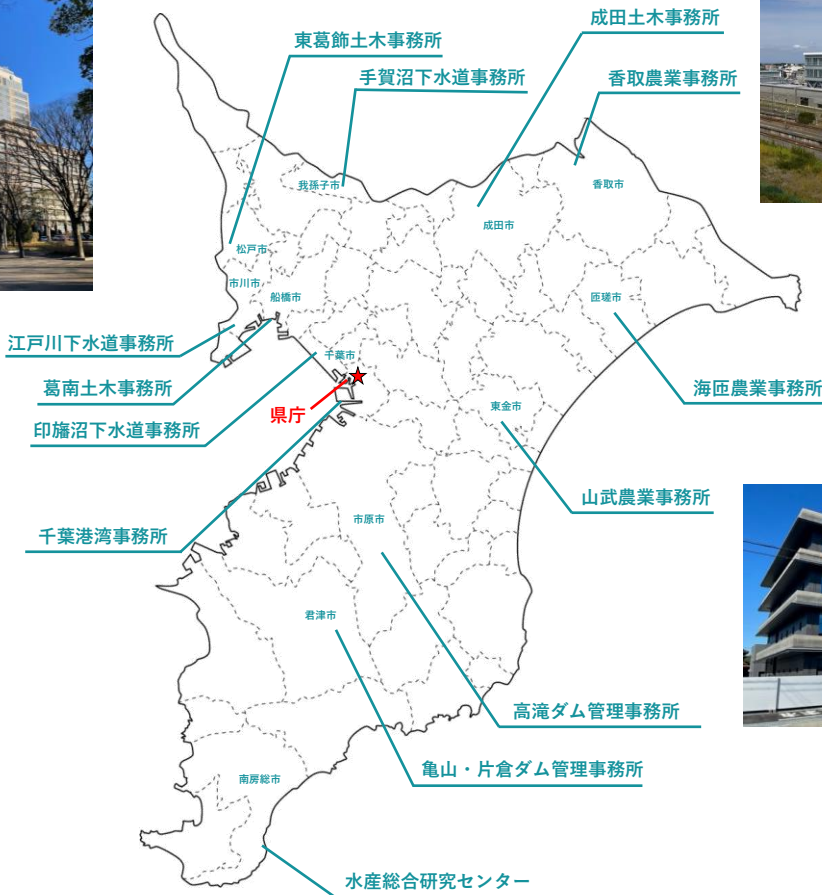 成田土木事務所
東葛飾土木事務所
手賀沼下水道事務所
香取農業事務所
我孫子市
香取市
成田市
松戸市
市川市
船橋市
匝瑳市
江戸川下水道事務所
千葉市
葛南土木事務所
海匝農業事務所
県庁
東金市
印旛沼下水道事務所
山武農業事務所
市原市
千葉港湾事務所
君津市
高滝ダム管理事務所
亀山・片倉ダム管理事務所
南房総市
水産総合研究センター